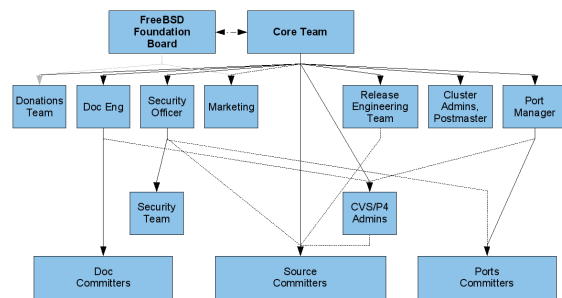 FreeBSD
Foundation
Board
Core Team
Donations
Team
Doc Eng
Security
Officer
Marketing
Release
Engineering
Team
Cluster
Admins,
Postmaster
Port
Manager
Security
Team
CVS/P4
Admins
Doc
Committers
Source
Committers
Ports
Committers